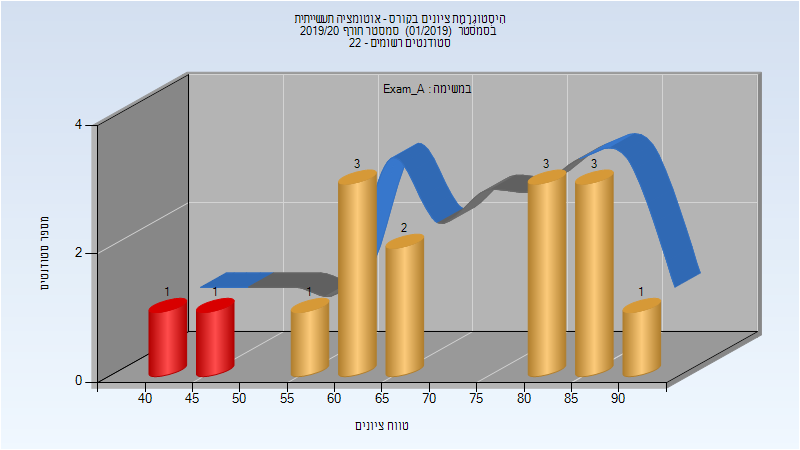 היסטוגרמת ציונים בקורס - אוטומציה תעשייתית
בסמסטר (01/2019) סמסטר חורף 2019/20
סטודנטים רשומים - 22
במשימה : Exam_A
4
2
0
מספר סטודנטים
1
1
1
3
2
3
3
1
40 45 50 55 60 65 70 75 80 85 90
טווח ציונים